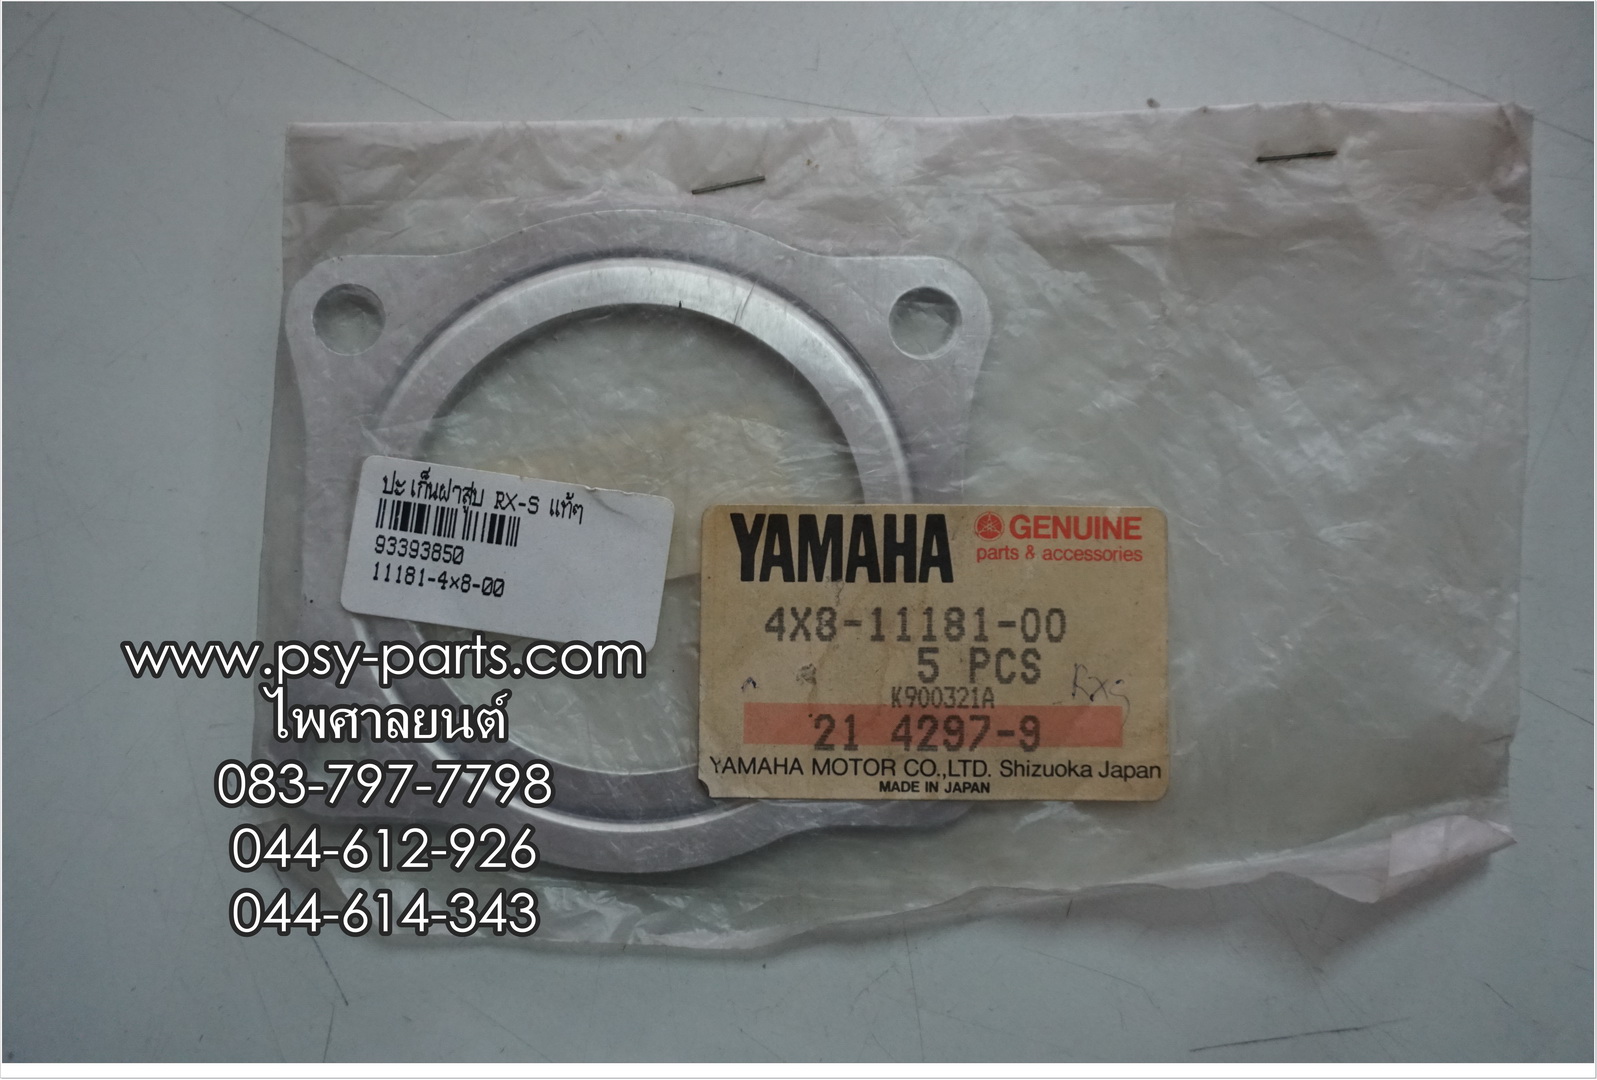 ปะเก็นฝาสูบ RX-S แท้ๆ
93393850
11181-4x8-00
YAMAHA GENUINE
parts & accessories
4X8-11181-00
5 PCS
RXS
K900321A
21 4297-9
YAMAHA MOTOR CO.,LTD. Shizuoka Japan
MADE IN JAPAN
www.psy-parts.com
ไพศาลยนต์
083-797-7798
044-612-926
044-614-343